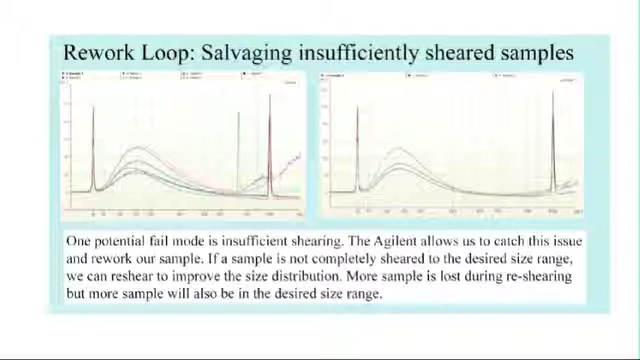 Rework Loop: Salvaging insufficiently sheared samples
One potential fail mode is insufficient shearing. The Agilent allows us to catch this issue
and rework our sample. If a sample is not completely sheared to the desired size range,
we can reshear to improve the size distribution. More sample is lost during re-shearing
but more sample will also be in the desired size range.